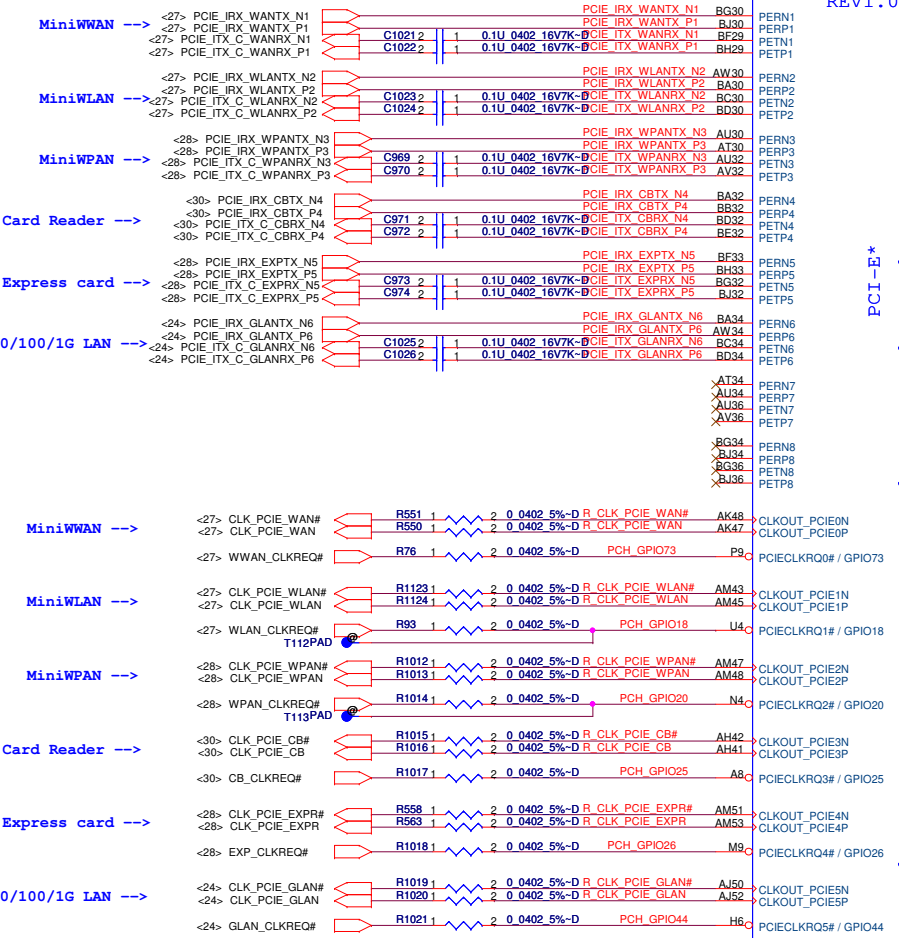 REV1.0
MiniWWAN -->
<27> PCIE_IRX_WANTX_N1 PCIE_IRX_WANTX_N1 BG30 PERN1
<27> PCIE_IRX_WANTX_P1 PCIE_IRX_WANTX_P1 BJ30 PERP1
<27> PCIE_ITX_C_WANRX_N1 C1021 2 1 0.1U_0402_16V7K~D PCIE_ITX_WANRX_N1 BF29 PETN1
<27> PCIE_ITX_C_WANRX_P1 C1022 2 1 0.1U_0402_16V7K~D PCIE_ITX_WANRX_P1 BH29 PETP1
MiniWLAN -->
<27> PCIE_IRX_WLANTX_N2 PCIE_IRX_WLANTX_N2 AW30 PERN2
<27> PCIE_IRX_WLANTX_P2 PCIE_IRX_WLANTX_P2 BA30 PERP2
<27> PCIE_ITX_C_WLANRX_N2 C1023 2 1 0.1U_0402_16V7K~D PCIE_ITX_WLANRX_N2 BC30 PETN2
<27> PCIE_ITX_C_WLANRX_P2 C1024 2 1 0.1U_0402_16V7K~D PCIE_ITX_WLANRX_P2 BD30 PETP2
MiniWPAN -->
<28> PCIE_IRX_WPANTX_N3 PCIE_IRX_WPANTX_N3 AU30 PERN3
<28> PCIE_IRX_WPANTX_P3 PCIE_IRX_WPANTX_P3 AT30 PERP3
<28> PCIE_ITX_C_WPANRX_N3 C969 2 1 0.1U_0402_16V7K~D PCIE_ITX_WPANRX_N3 AU32 PETN3
<28> PCIE_ITX_C_WPANRX_P3 C970 2 1 0.1U_0402_16V7K~D PCIE_ITX_WPANRX_P3 AV32 PETP3
Card Reader -->
<30> PCIE_IRX_CBTX_N4 PCIE_IRX_CBTX_N4 BA32 PERN4
<30> PCIE_IRX_CBTX_P4 PCIE_IRX_CBTX_P4 BB32 PERP4
<30> PCIE_ITX_C_CBRX_N4 C971 2 1 0.1U_0402_16V7K~D PCIE_ITX_CBRX_N4 BD32 PETN4
<30> PCIE_ITX_C_CBRX_P4 C972 2 1 0.1U_0402_16V7K~D PCIE_ITX_CBRX_P4 BE32 PETP4
Express card -->
<28> PCIE_IRX_EXPTX_N5 PCIE_IRX_EXPTX_N5 BF33 PERN5
<28> PCIE_IRX_EXPTX_P5 PCIE_IRX_EXPTX_P5 BH33 PERP5
<28> PCIE_ITX_C_EXPRX_N5 C973 2 1 0.1U_0402_16V7K~D PCIE_ITX_EXPRX_N5 BG32 PETN5
<28> PCIE_ITX_C_EXPRX_P5 C974 2 1 0.1U_0402_16V7K~D PCIE_ITX_EXPRX_P5 BJ32 PETP5
PCI-E*
0/100/1G LAN -->
<24> PCIE_IRX_GLANTX_N6 PCIE_IRX_GLANTX_N6 BA34 PERN6
<24> PCIE_IRX_GLANTX_P6 PCIE_IRX_GLANTX_P6 AW34 PERP6
<24> PCIE_ITX_C_GLANRX_N6 C1025 2 1 0.1U_0402_16V7K~D PCIE_ITX_GLANRX_N6 BC34 PETN6
<24> PCIE_ITX_C_GLANRX_P6 C1026 2 1 0.1U_0402_16V7K~D PCIE_ITX_GLANRX_P6 BD34 PETP6
AT34 PERN7
AU34 PERP7
AU36 PETN7
AV36 PETP7
BG34 PERN8
BJ34 PERP8
BG36 PETN8
BJ36 PETP8
MiniWWAN -->
<27> CLK_PCIE_WAN# R551 1 2 0_0402_5%~D R_CLK_PCIE_WAN# AK48 CLKOUT_PCIE0N
<27> CLK_PCIE_WAN R550 1 2 0_0402_5%~D R_CLK_PCIE_WAN AK47 CLKOUT_PCIE0P
<27> WWAN_CLKREQ# R76 1 2 0_0402_5%~D PCH_GPIO73 P9 PCIECLKRQ0# / GPIO73
MiniWLAN -->
<27> CLK_PCIE_WLAN# R1123 1 2 0_0402_5%~D R_CLK_PCIE_WLAN# AM43 CLKOUT_PCIE1N
<27> CLK_PCIE_WLAN R1124 1 2 0_0402_5%~D R_CLK_PCIE_WLAN AM45 CLKOUT_PCIE1P
<27> WLAN_CLKREQ# R93 1 2 0_0402_5%~D PCH_GPIO18 U4 PCIECLKRQ1# / GPIO18
T112 PAD @
MiniWPAN -->
<28> CLK_PCIE_WPAN# R1012 1 2 0_0402_5%~D R_CLK_PCIE_WPAN# AM47 CLKOUT_PCIE2N
<28> CLK_PCIE_WPAN R1013 1 2 0_0402_5%~D R_CLK_PCIE_WPAN AM48 CLKOUT_PCIE2P
<28> WPAN_CLKREQ# R1014 1 2 0_0402_5%~D PCH_GPIO20 N4 PCIECLKRQ2# / GPIO20
T113 PAD @
Card Reader -->
<30> CLK_PCIE_CB# R1015 1 2 0_0402_5%~D R_CLK_PCIE_CB# AH42 CLKOUT_PCIE3N
<30> CLK_PCIE_CB R1016 1 2 0_0402_5%~D R_CLK_PCIE_CB AH41 CLKOUT_PCIE3P
<30> CB_CLKREQ# R1017 1 2 0_0402_5%~D PCH_GPIO25 A8 PCIECLKRQ3# / GPIO25
Express card -->
<28> CLK_PCIE_EXPR# R558 1 2 0_0402_5%~D R_CLK_PCIE_EXPR# AM51 CLKOUT_PCIE4N
<28> CLK_PCIE_EXPR R563 1 2 0_0402_5%~D R_CLK_PCIE_EXPR AM53 CLKOUT_PCIE4P
<28> EXP_CLKREQ# R1018 1 2 0_0402_5%~D PCH_GPIO26 M9 PCIECLKRQ4# / GPIO26
0/100/1G LAN -->
<24> CLK_PCIE_GLAN# R1019 1 2 0_0402_5%~D R_CLK_PCIE_GLAN# AJ50 CLKOUT_PCIE5N
<24> CLK_PCIE_GLAN R1020 1 2 0_0402_5%~D R_CLK_PCIE_GLAN AJ52 CLKOUT_PCIE5P
<24> GLAN_CLKREQ# R1021 1 2 0_0402_5%~D PCH_GPIO44 H6 PCIECLKRQ5# / GPIO44